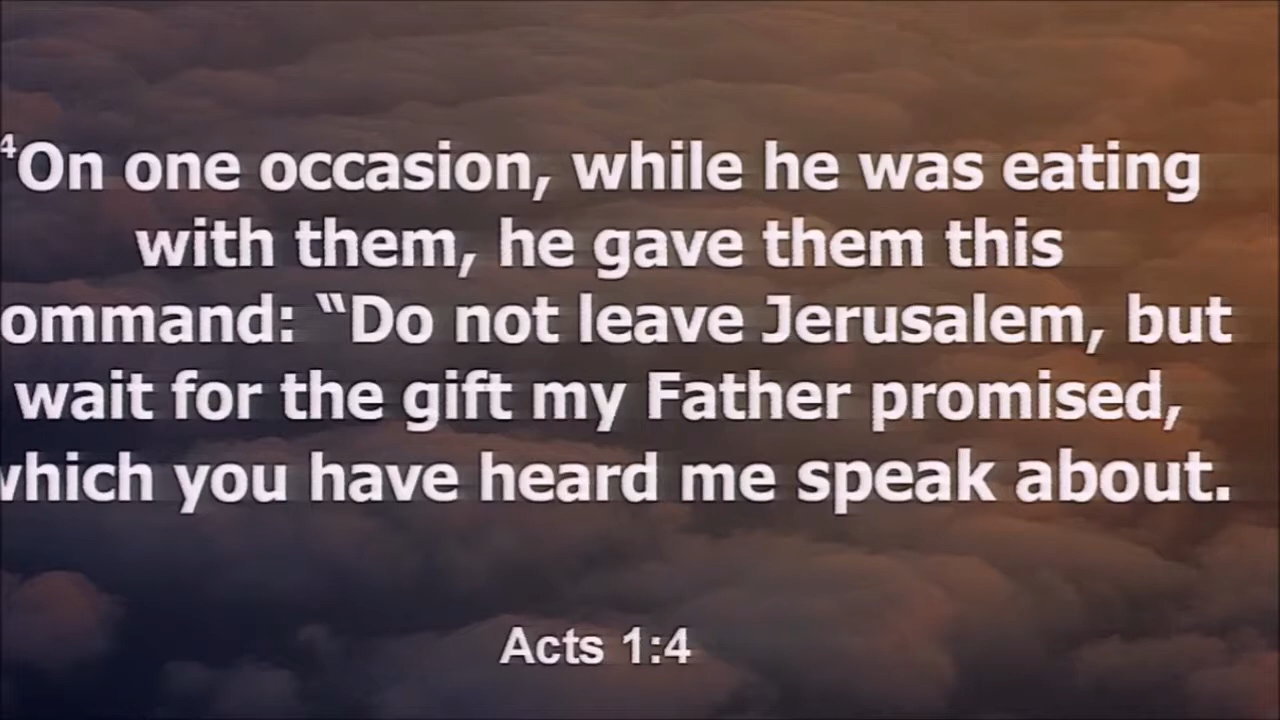 ⁴On one occasion, while he was eating
with them, he gave them this
ommand: “Do not leave Jerusalem, but
wait for the gift my Father promised,
which you have heard me speak about.
Acts 1:4